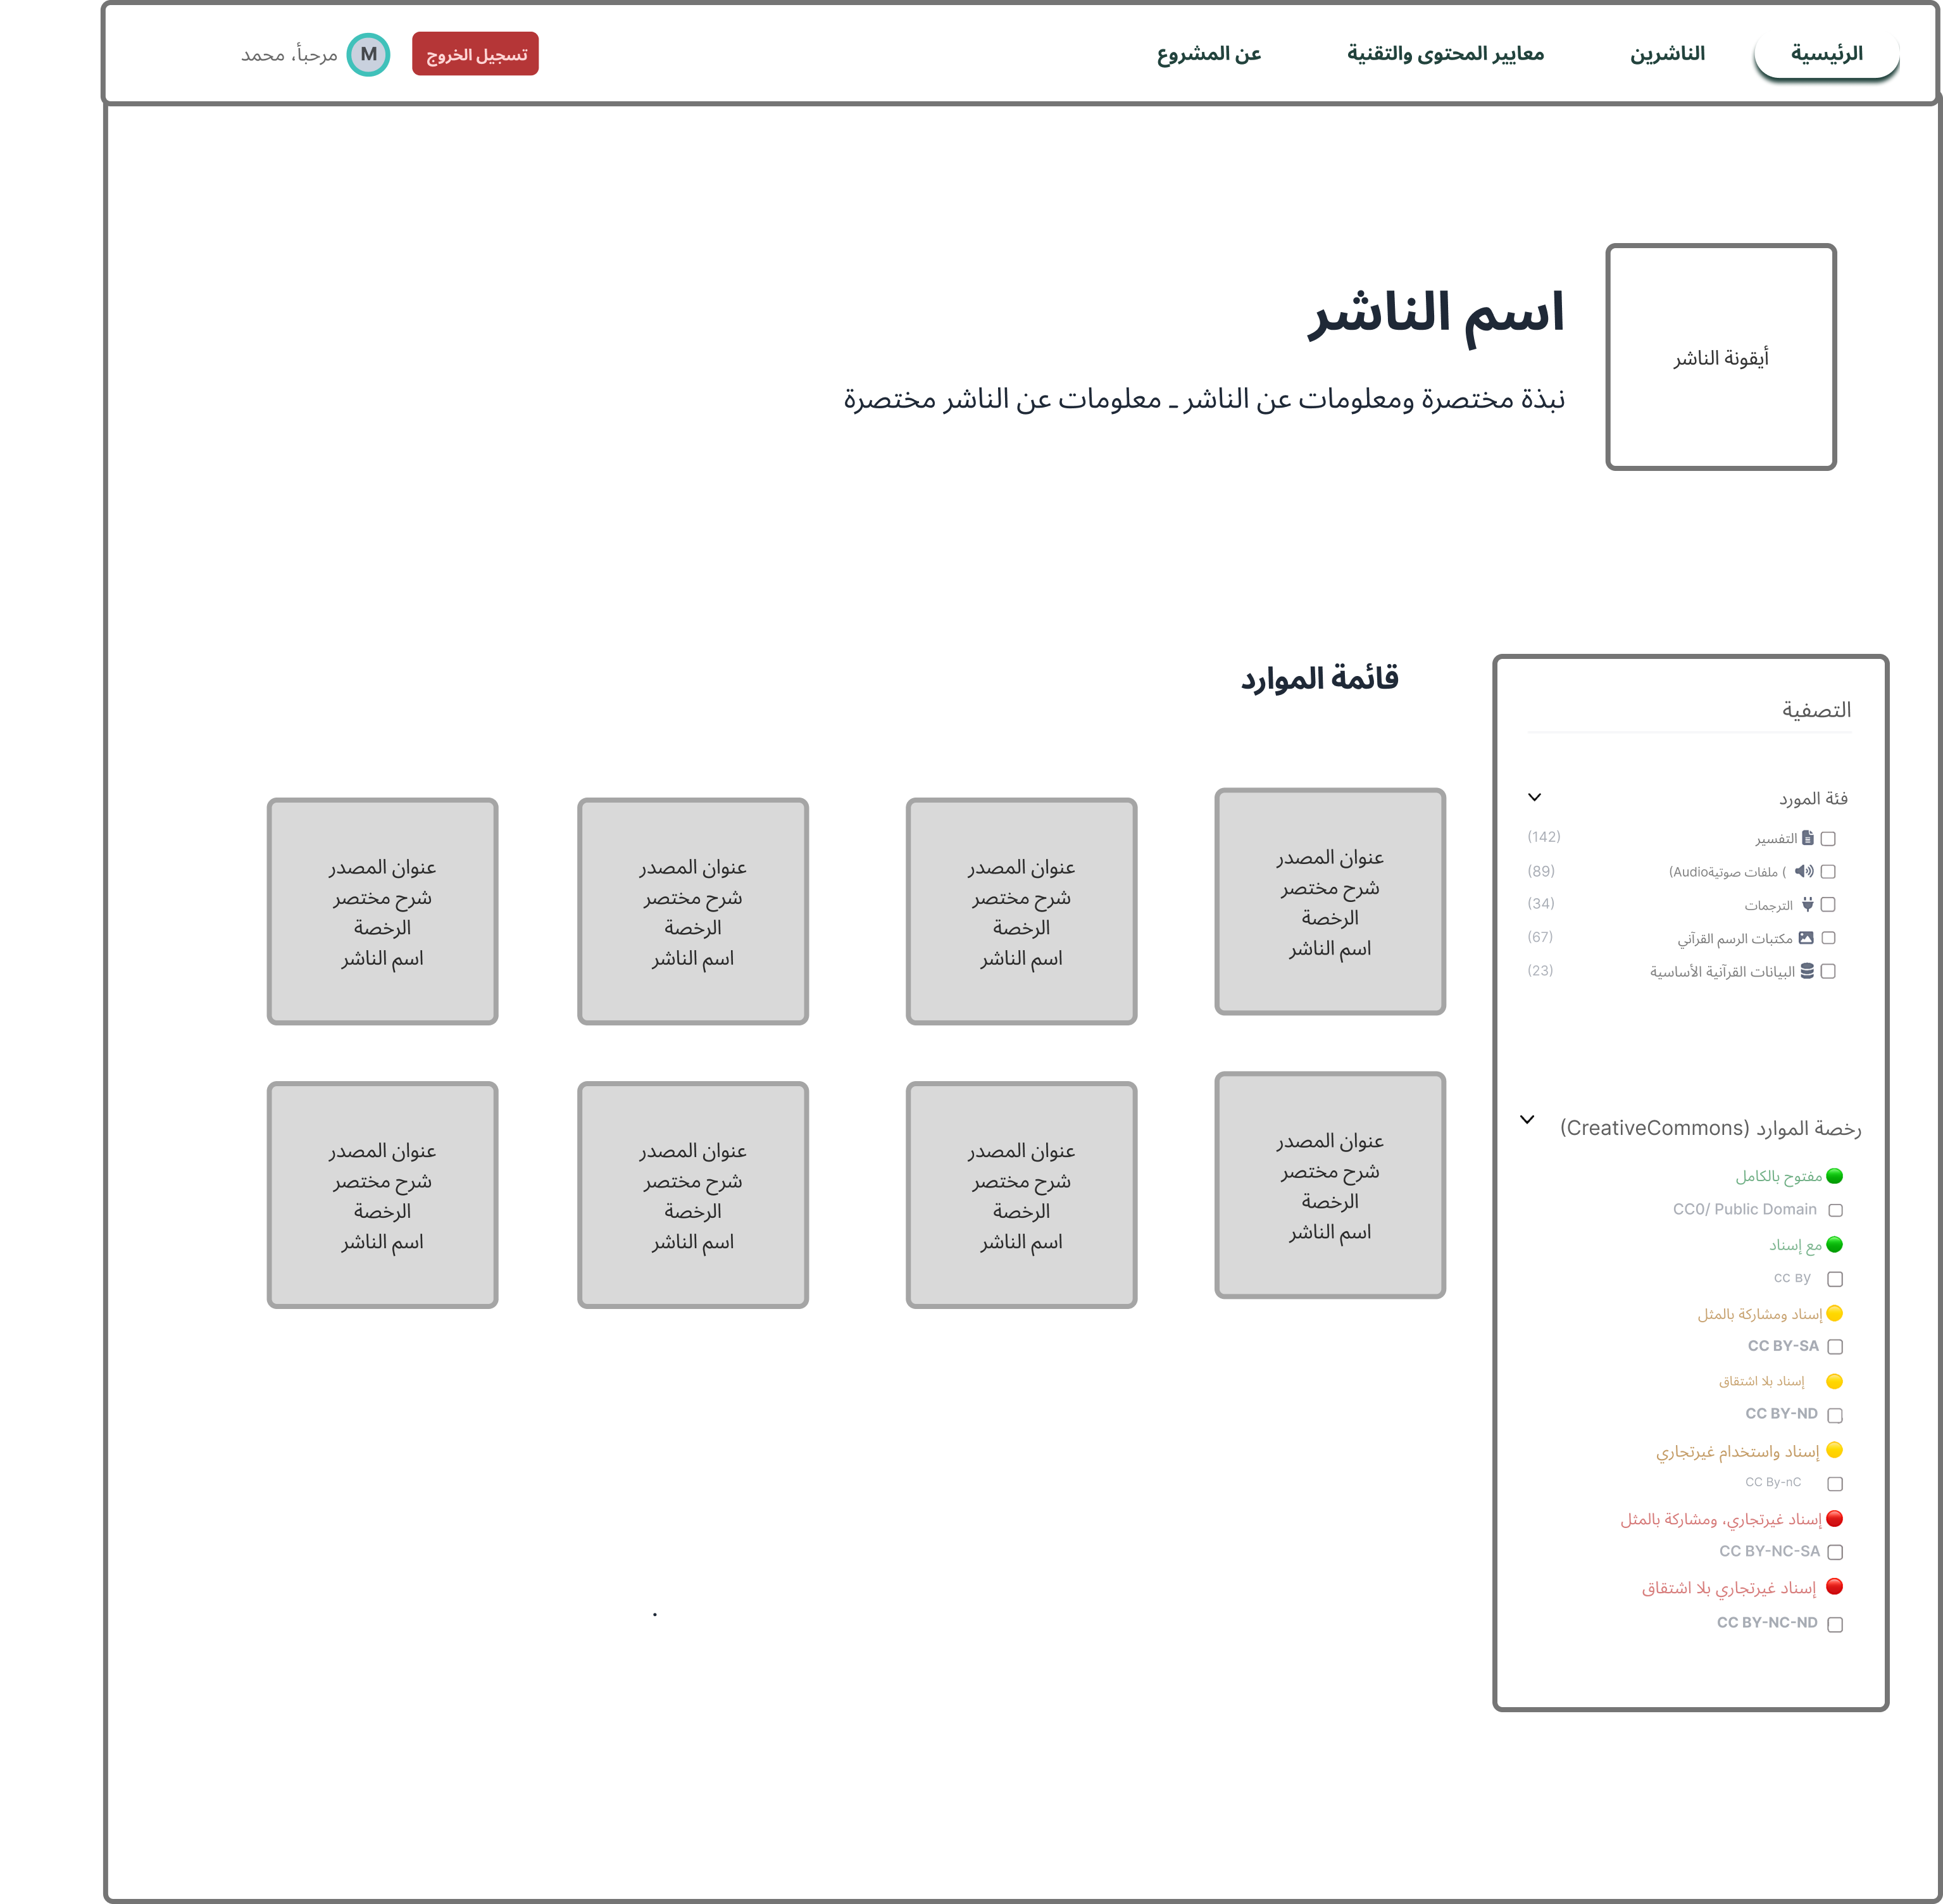 الرئيسية
الناشرين
معايير المحتوى والتقنية
عن المشروع
تسجيل الخروج
M
مرحباً، محمد
أيقونة الناشر
اسم الناشر
نبذة مختصرة ومعلومات عن الناشر ـ معلومات عن الناشر مختصرة
التصفية
فئة المورد
التفسير (142)
) ملفات صوتيةAudio) (89)
الترجمات (34)
مكتبات الرسم القرآني (67)
البيانات القرآنية الأساسية (23)
رخصة الموارد (CreativeCommons)
مفتوح بالكامل
CC0/ Public Domain
مع إسناد
cc By
إسناد ومشاركة بالمثل
CC BY-SA
إسناد بلا اشتقاق
CC BY-ND
إسناد واستخدام غيرتجاري
CC By-nC
إسناد غيرتجاري، ومشاركة بالمثل
CC BY-NC-SA
إسناد غيرتجاري بلا اشتقاق
CC BY-NC-ND
قائمة الموارد
عنوان المصدر
شرح مختصر
الرخصة
اسم الناشر
عنوان المصدر
شرح مختصر
الرخصة
اسم الناشر
عنوان المصدر
شرح مختصر
الرخصة
اسم الناشر
عنوان المصدر
شرح مختصر
الرخصة
اسم الناشر
عنوان المصدر
شرح مختصر
الرخصة
اسم الناشر
عنوان المصدر
شرح مختصر
الرخصة
اسم الناشر
عنوان المصدر
شرح مختصر
الرخصة
اسم الناشر
عنوان المصدر
شرح مختصر
الرخصة
اسم الناشر
.